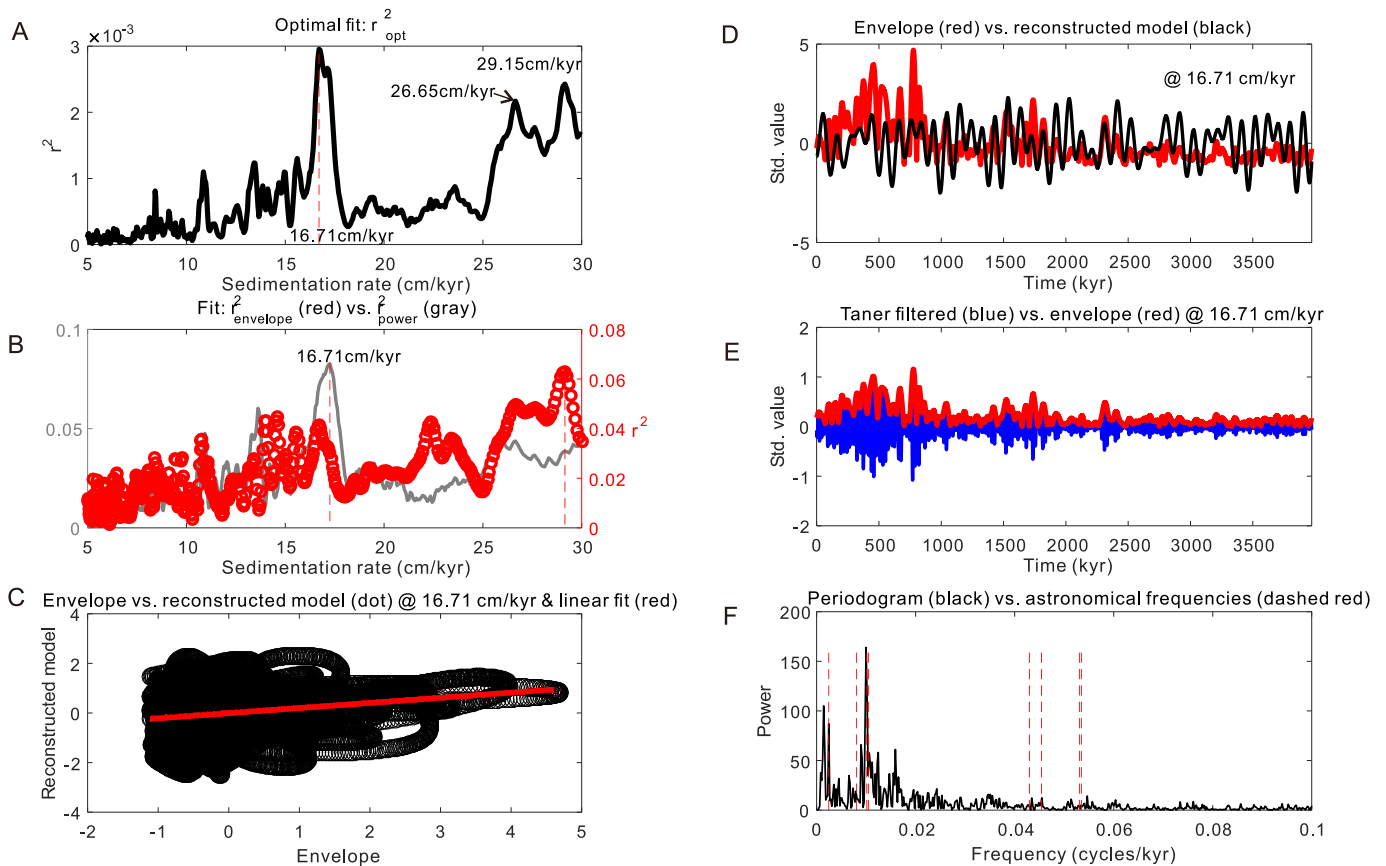 A
Optimal fit: r²opt
×10⁻³
3
2
1
0
r²
29.15cm/kyr
26.65cm/kyr
16.71cm/kyr
5 10 15 20 25 30
Sedimentation rate (cm/kyr)
B
Fit: r²envelope (red) vs. r²power (gray)
0.1
0.05
0
16.71cm/kyr
0.08
0.06
0.04
0.02
0
r²
5 10 15 20 25 30
Sedimentation rate (cm/kyr)
C
Envelope vs. reconstructed model (dot) @ 16.71 cm/kyr & linear fit (red)
4
2
0
-2
-4
Reconstructed model
-2 -1 0 1 2 3 4 5
Envelope
D
Envelope (red) vs. reconstructed model (black)
5
0
-5
Std. value
@ 16.71 cm/kyr
0 500 1000 1500 2000 2500 3000 3500
Time (kyr)
E
Taner filtered (blue) vs. envelope (red) @ 16.71 cm/kyr
2
1
0
-1
-2
Std. value
0 500 1000 1500 2000 2500 3000 3500
Time (kyr)
F
Periodogram (black) vs. astronomical frequencies (dashed red)
200
150
100
50
0
Power
0 0.02 0.04 0.06 0.08 0.1
Frequency (cycles/kyr)